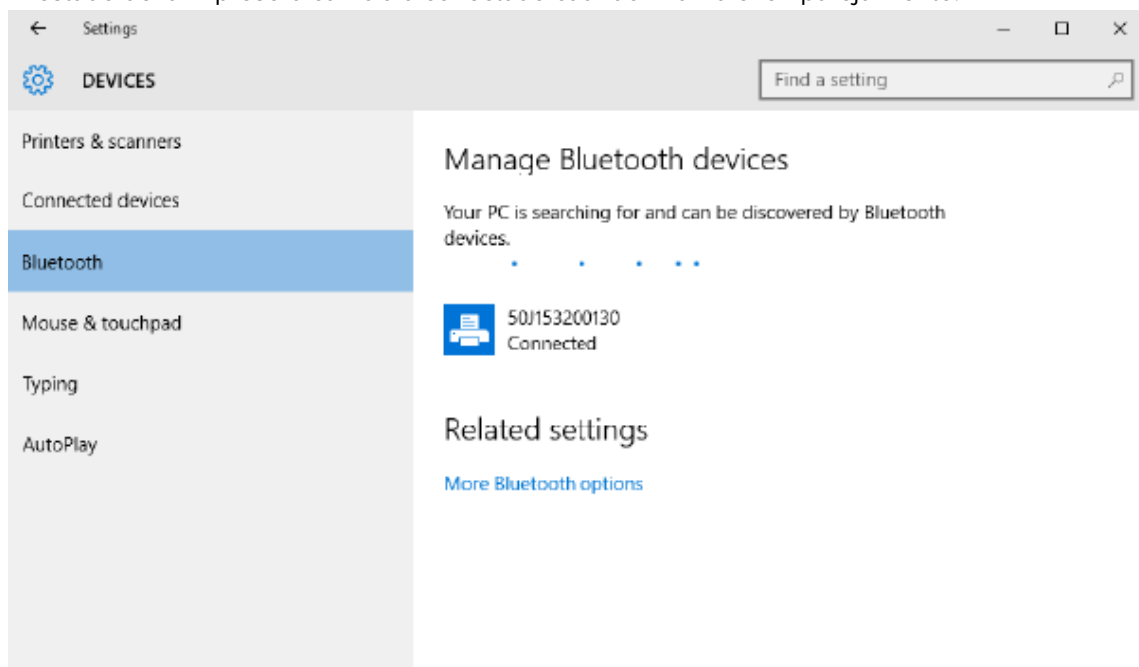 Settings
DEVICES
Find a setting
Printers & scanners
Connected devices
Bluetooth
Mouse & touchpad
Typing
AutoPlay
Manage Bluetooth devices
Your PC is searching for and can be discovered by Bluetooth
devices.
50J153200130
Connected
Related settings
More Bluetooth options